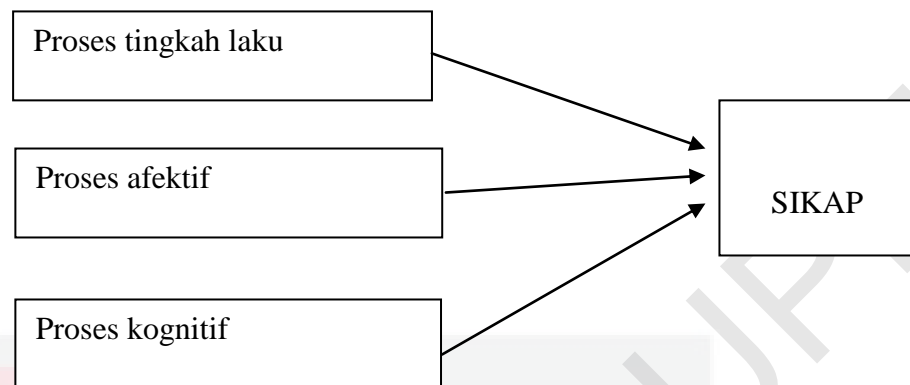 Proses tingkah laku
Proses afektif
SIKAP
Proses kognitif